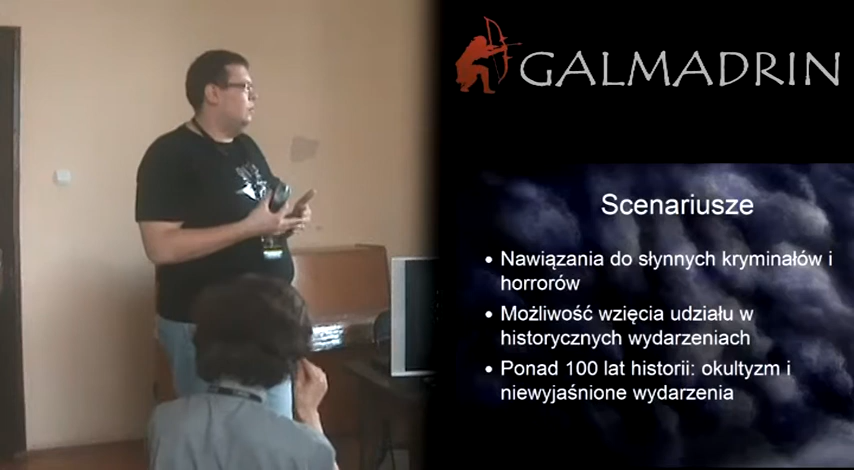 GALMADRIN
Scenariusze
• Nawiązania do słynnych kryminałów i
horrorów
• Możliwość wzięcia udziału w
historycznych wydarzeniach
• Ponad 100 lat historii: okultyzm i
niewyjaśnione wydarzenia